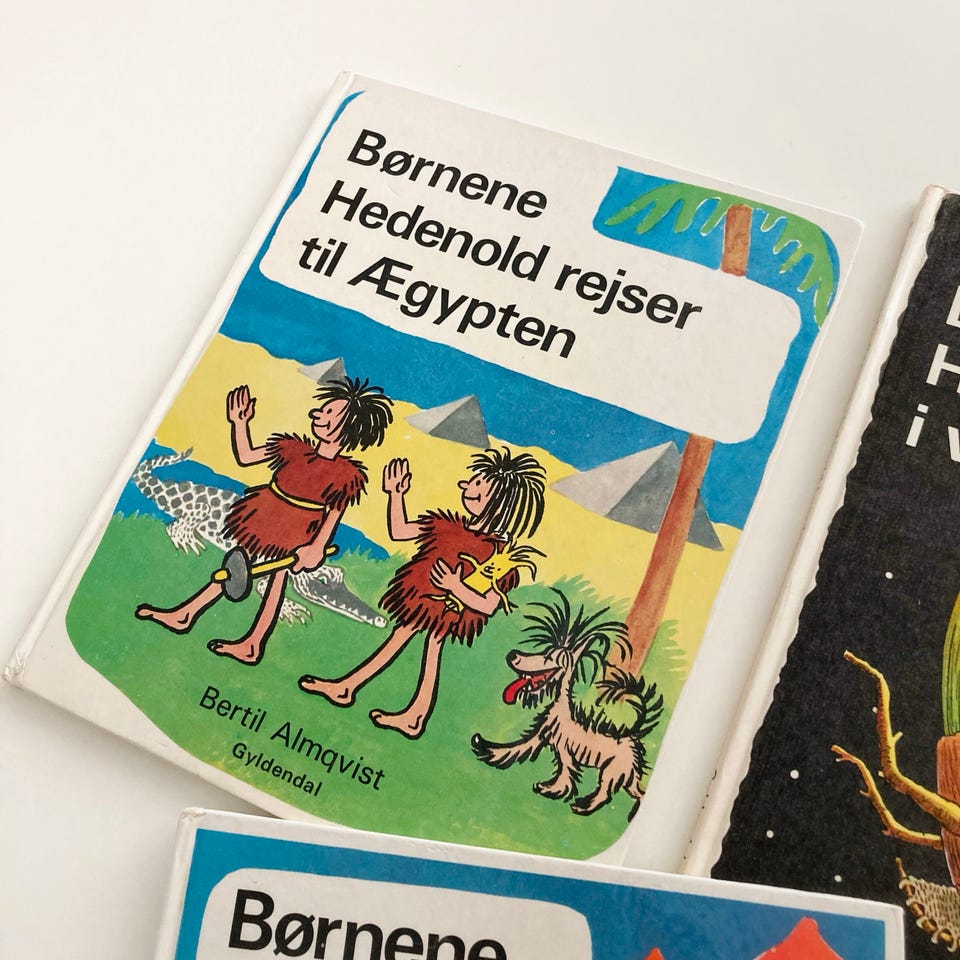 Børnene
Hedenold rejser
til Ægypten
Bertil Almqvist
Gyldendal
i
Børnene